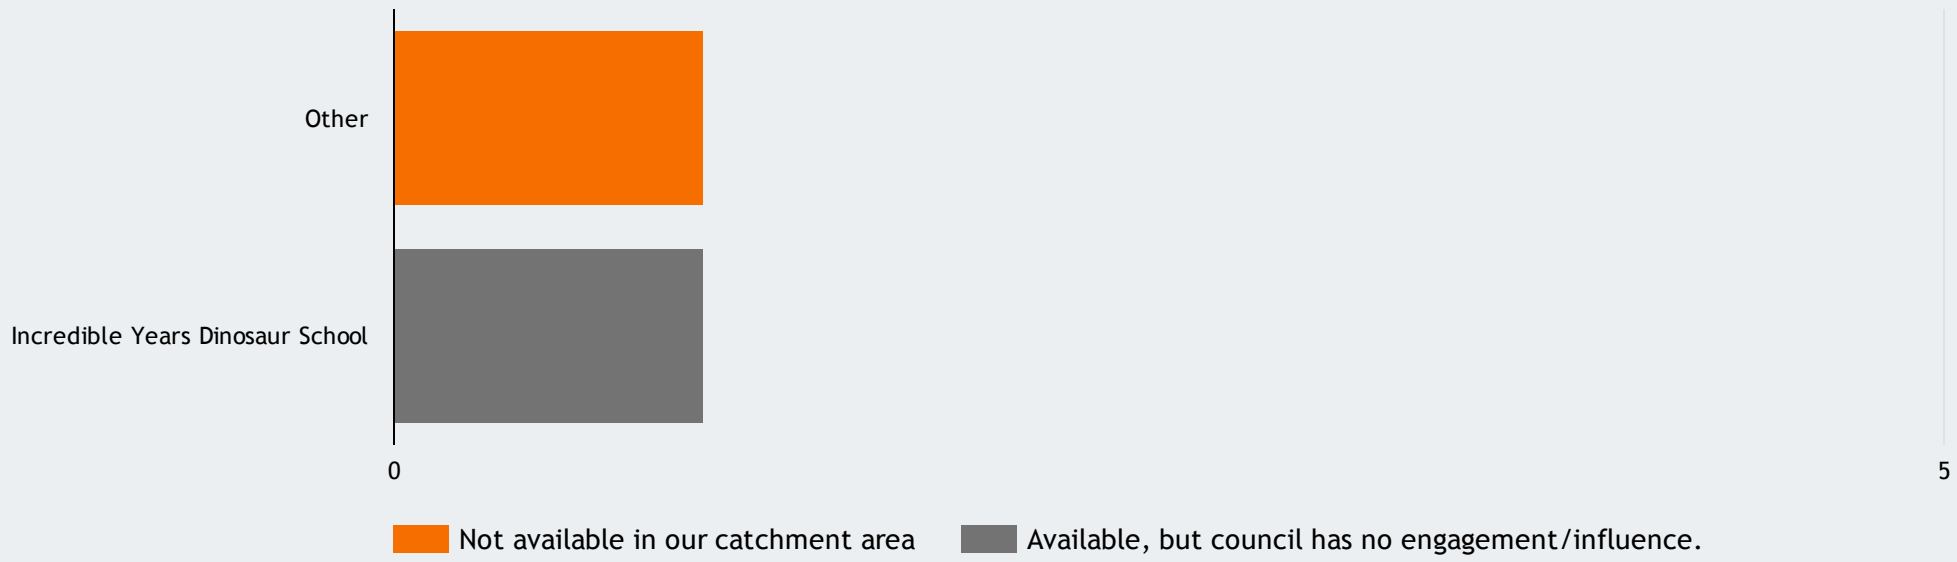 Other
Incredible Years Dinosaur School
0
5
Not available in our catchment area
Available, but council has no engagement/influence.